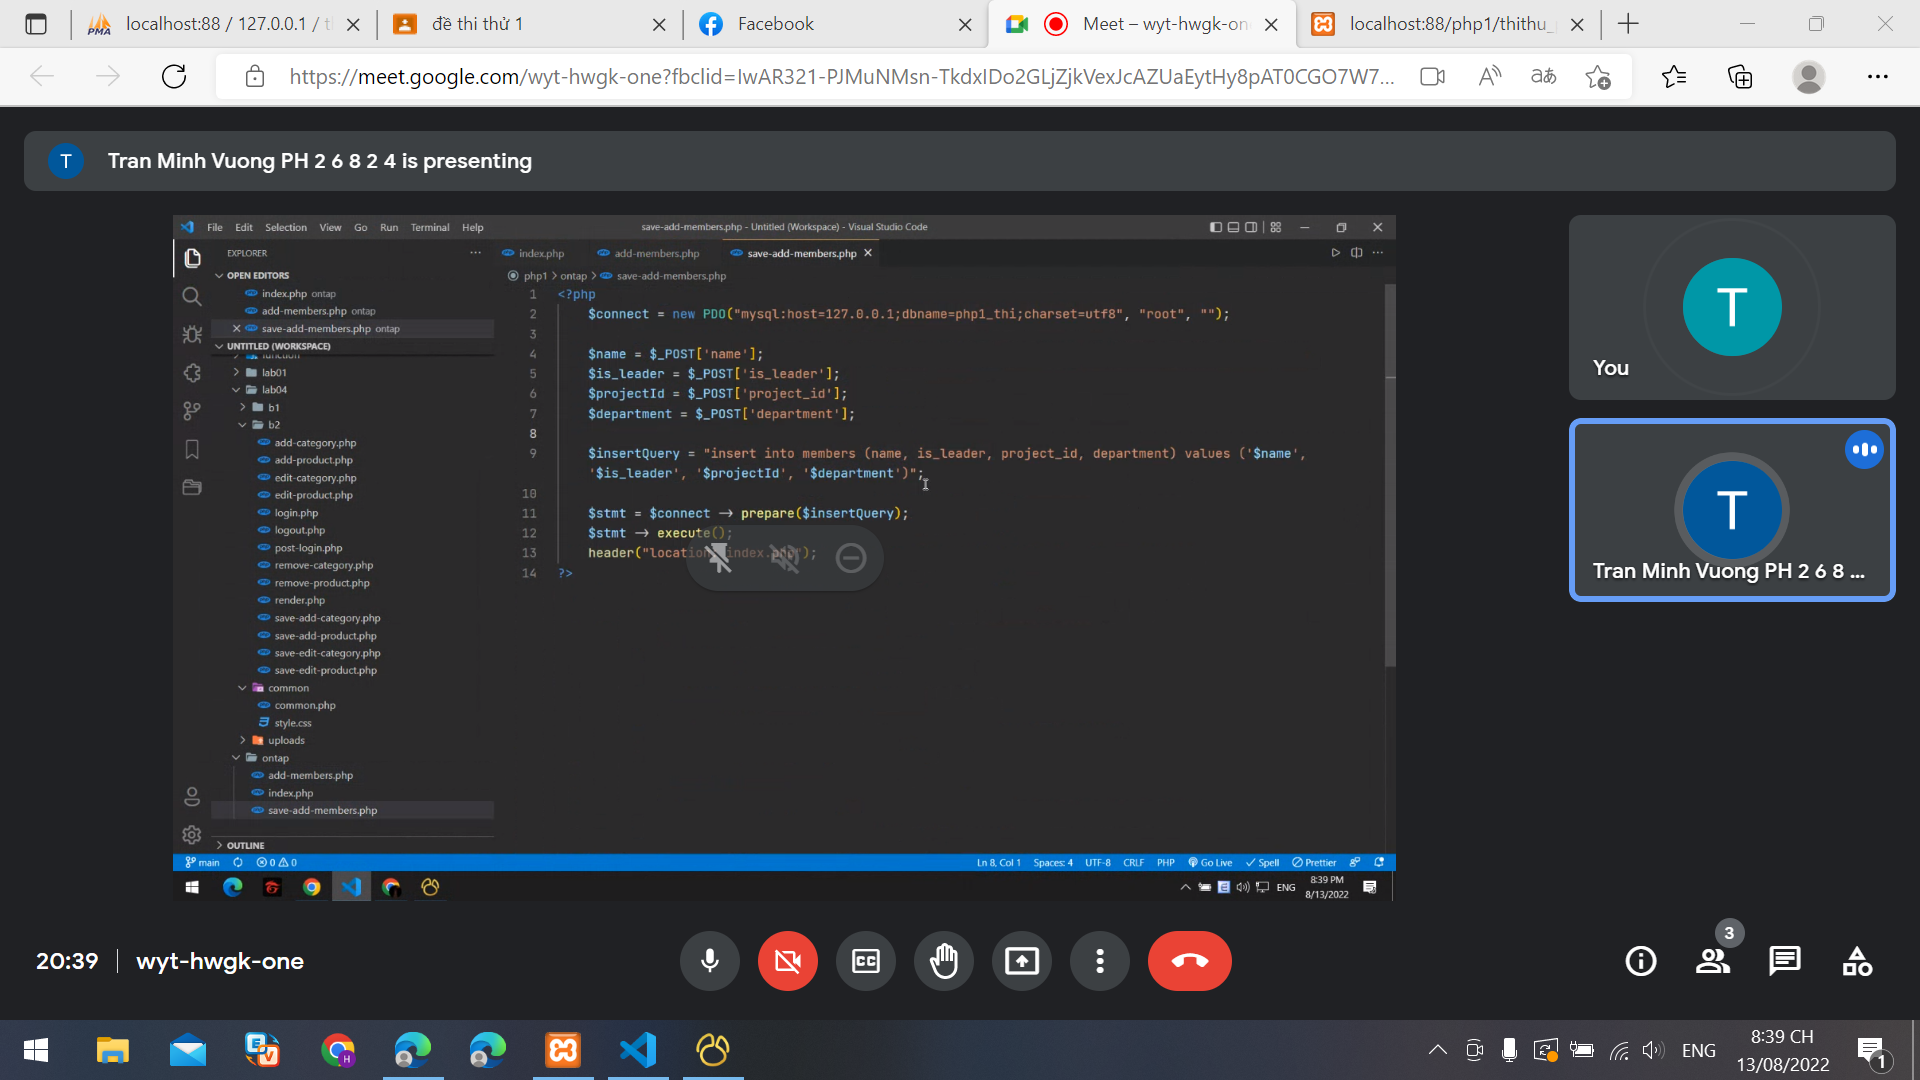 localhost:88 / 127.0.0.1 / t
đề thi thử 1
Facebook
Meet – wyt-hwgk-on
localhost:88/php1/thithu_
https://meet.google.com/wyt-hwgk-one?fbclid=IwAR321-PJMuNMsn-TkdxIDo2GLjZjkVexJcAZUaEytHy8pAT0CGO7W7...
T
Tran Minh Vuong PH 2 6 8 2 4 is presenting
File Edit Selection View Go Run Terminal Help
save-add-members.php - Untitled (Workspace) - Visual Studio Code
EXPLORER
index.php
add-members.php
save-add-members.php
php1 > ontap > save-add-members.php
OPEN EDITORS
index.php ontap
add-members.php ontap
save-add-members.php ontap
UNTITLED (WORKSPACE)
function
lab01
lab04
b1
b2
add-category.php
add-product.php
edit-category.php
edit-product.php
login.php
logout.php
post-login.php
remove-category.php
remove-product.php
render.php
save-add-category.php
save-add-product.php
save-edit-category.php
save-edit-product.php
common
common.php
style.css
uploads
ontap
add-members.php
index.php
save-add-members.php
OUTLINE
1 <?php
2 $connect = new PDO("mysql:host=127.0.0.1;dbname=php1_thi;charset=utf8", "root", "");
3
4 $name = $_POST['name'];
5 $is_leader = $_POST['is_leader'];
6 $projectId = $_POST['project_id'];
7 $department = $_POST['department'];
8
9 $insertQuery = "insert into members (name, is_leader, project_id, department) values ('$name',
'$is_leader', '$projectId', '$department')";
10
11 $stmt = $connect -> prepare($insertQuery);
12 $stmt -> execute();
13 header("location:index.php");
14 ?>
main 0 0
Ln 8, Col 1 Spaces: 4 UTF-8 CRLF PHP Go Live Spell Prettier
ENG
8:39 PM
8/13/2022
T
You
T
Tran Minh Vuong PH 2 6 8 ...
20:39 wyt-hwgk-one
3
ENG
8:39 CH
13/08/2022
1